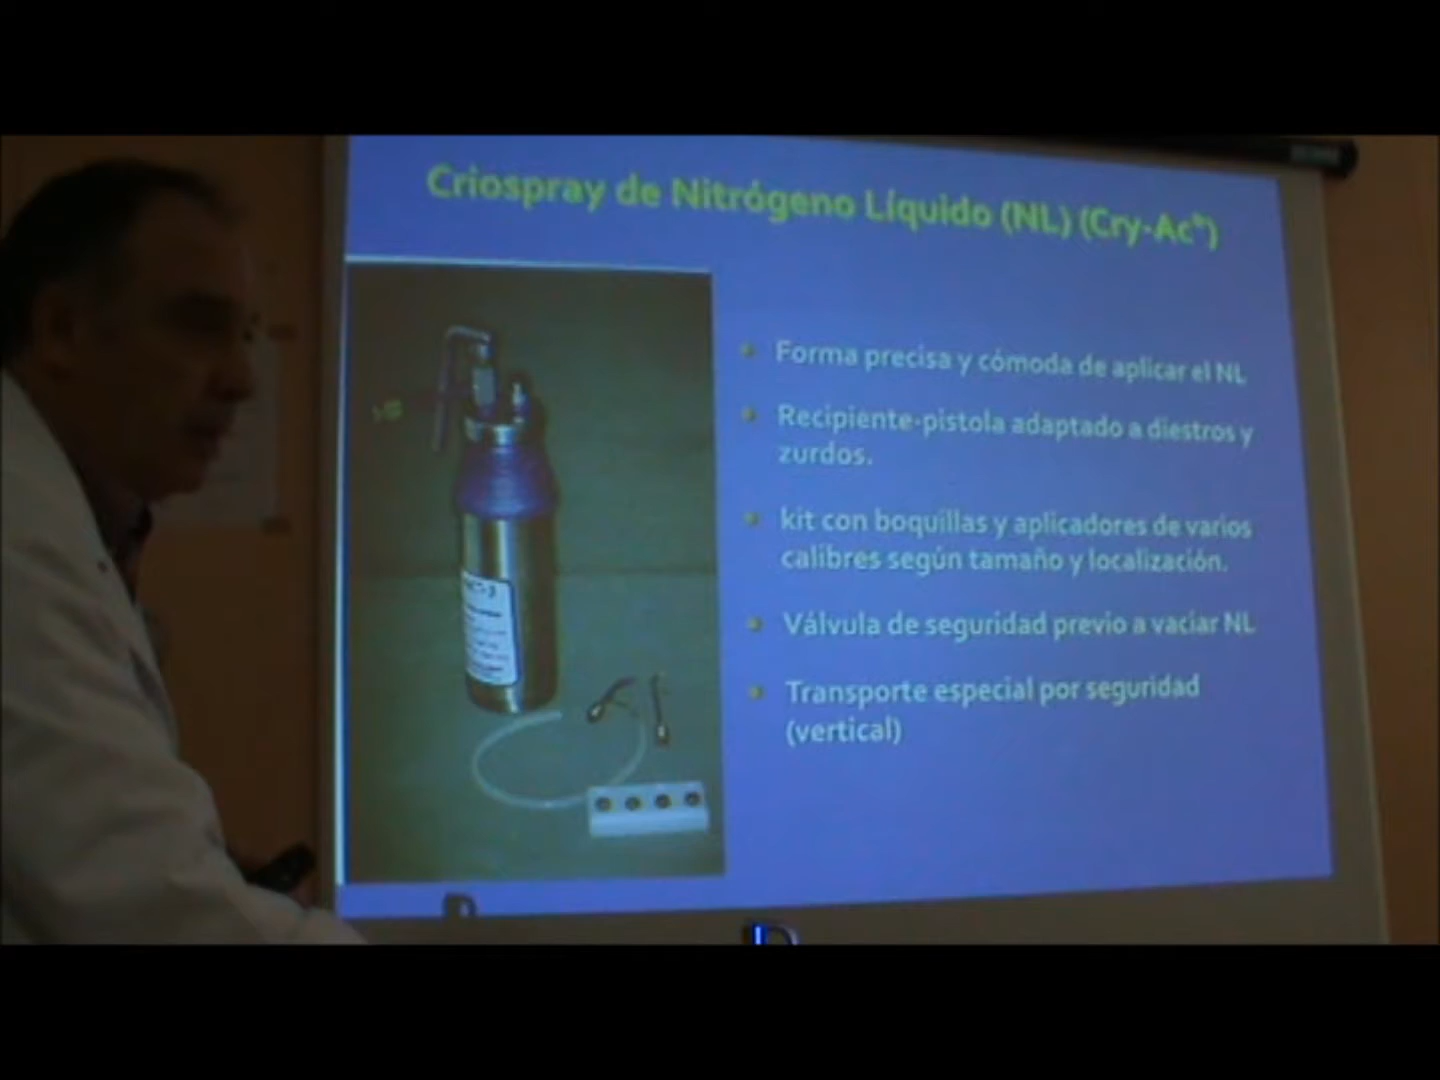 Criospray de Nitrógeno Líquido (NL) (Cry-Ac®)
Forma precisa y cómoda de aplicar el NL
Recipiente-pistola adaptado a diestros y
zurdos.
kit con boquillas y aplicadores de varios
calibres según tamaño y localización.
Válvula de seguridad previo a vaciar NL
Transporte especial por seguridad
(vertical)